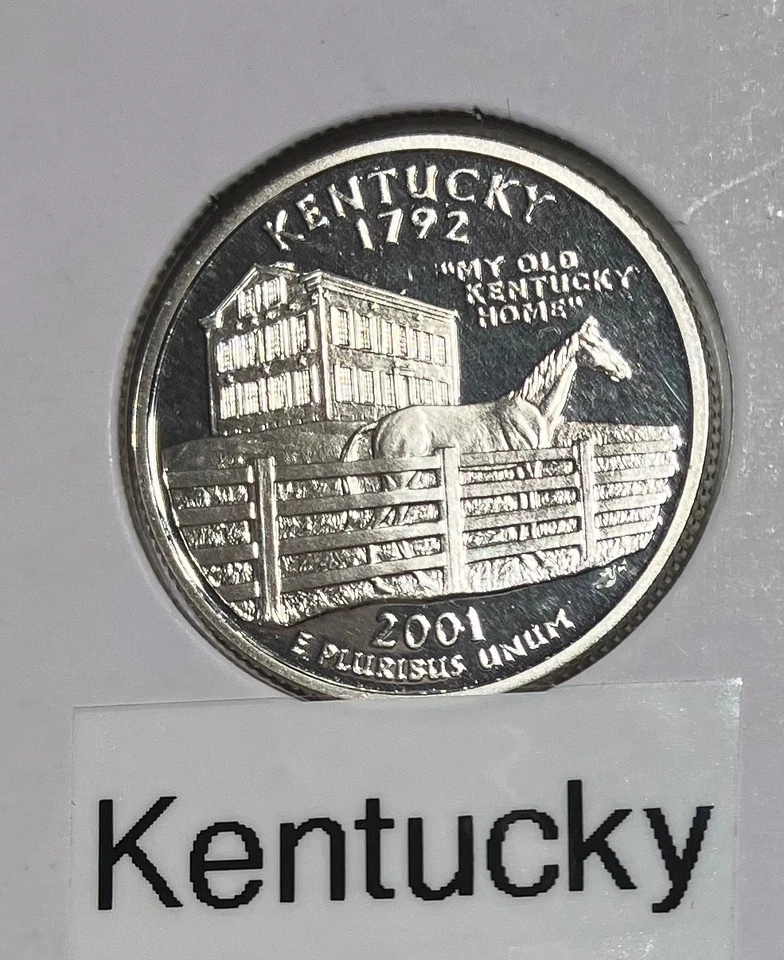 KENTUCKY
1792
"MY OLD
KENTUCKY
HOME"
2001
E PLURIBUS UNUM
Kentucky